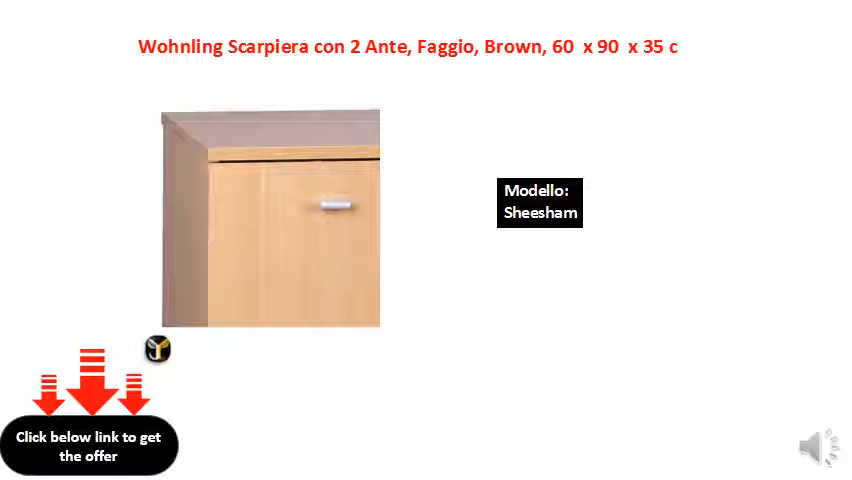 Wohnling Scarpiera con 2 Ante, Faggio, Brown, 60 x 90 x 35 c
Modello:
Sheesham
Click below link to get
the offer